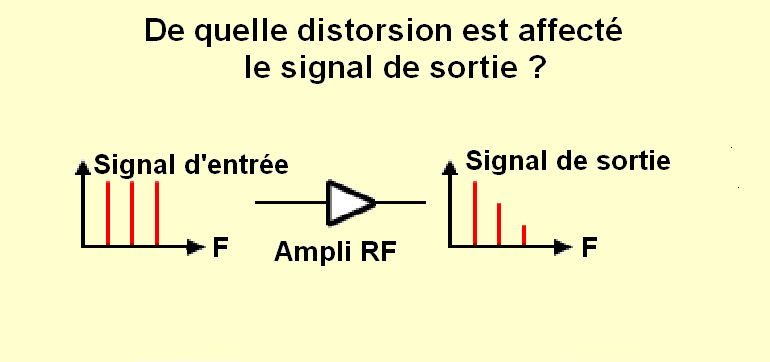 De quelle distorsion est affecté
le signal de sortie ?
Signal d'entrée
F
Ampli RF
Signal de sortie
F